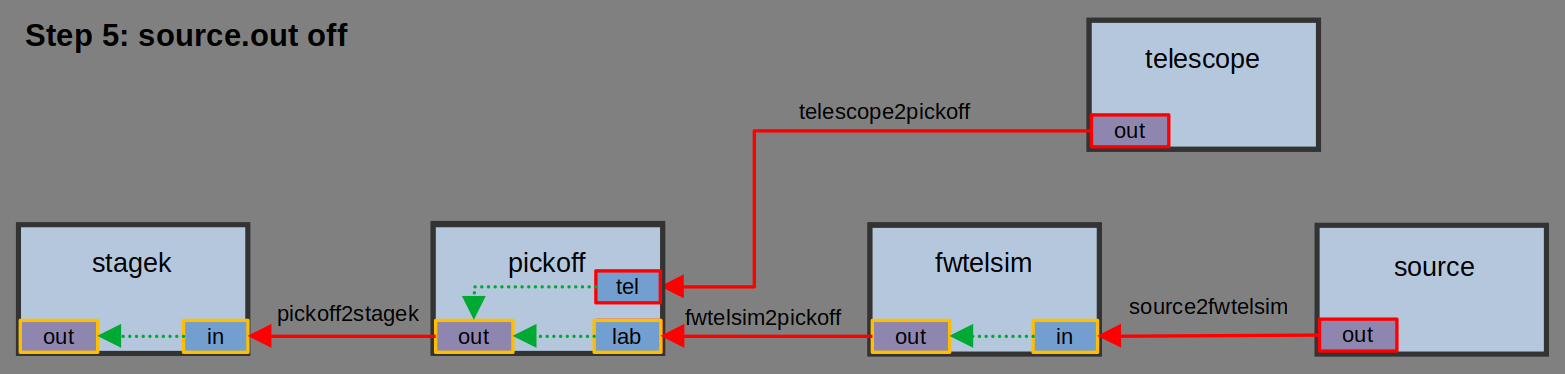 Step 5: source.out off
telescope
out
telescope2pickoff
stagek
out
in
pickoff2stagek
pickoff
tel
out
lab
fwtelsim2pickoff
fwtelsim
out
in
source2fwtelsim
source
out